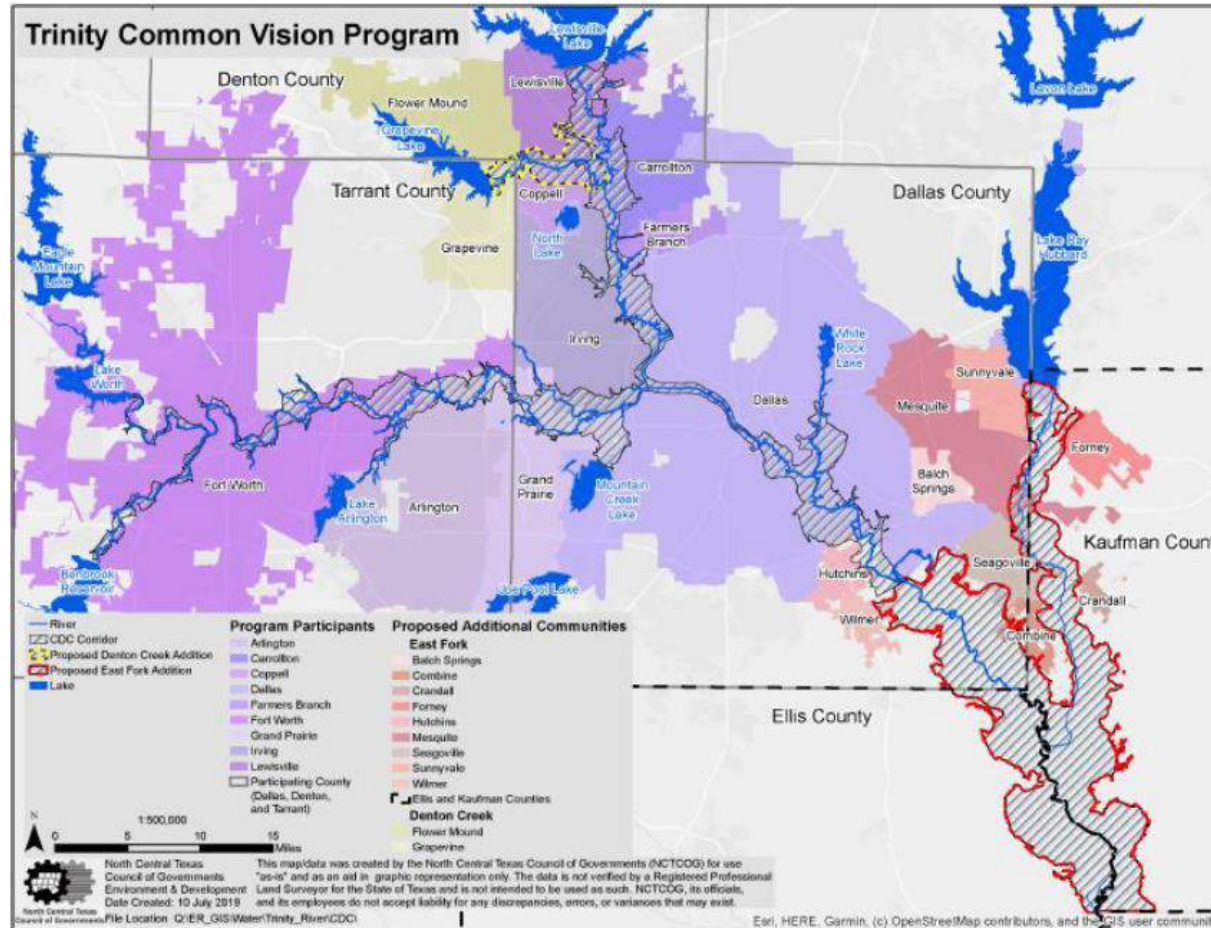 Trinity Common Vision Program
Lewisville
Lake
Denton County
Lewisville
Flower Mound
Lavon Lake
Grapevine
Lake
Carrollton
Tarrant County
Coppell
Dallas County
Farmers
Branch
North
Lake
Grapevine
Lake Ray
Hubbard
Eagle
Mountain
Lake
Irving
White
Rock
Lake
Lake
Worth
Sunnyvale
Dallas
Mesquite
Forney
Fort Worth
Balch
Springs
Grand
Prairie
Mountain
Creek
Lake
Lake
Arlington
Arlington
Kaufman Count
Benbrook
Reservoir
Joe Pool Lake
Seagoville
Hutchins
Crandall
Wilmer
Combine
Ellis County
River
CDC Corridor
Proposed Denton Creek Addition
Proposed East Fork Addition
Lake
Program Participants
Arlington
Carrollton
Coppell
Dallas
Farmers Branch
Fort Worth
Grand Prairie
Irving
Lewisville
Participating County
(Dallas, Denton,
and Tarrant)
Proposed Additional Communities
East Fork
Balch Springs
Combine
Crandall
Forney
Hutchins
Mesquite
Seagoville
Sunnyvale
Wilmer
Ellis and Kaufman Counties
Denton Creek
Flower Mound
Grapevine
N
1:500,000
0 5 10 15
Miles
North Central Texas
Council of Governments
North Central Texas
Council of Governments
Environment & Development
Date Created: 10 July 2019
File Location Q:\ER_GIS\Water\Trinity_River\CDC\
This map/data was created by the North Central Texas Council of Governments (NCTCOG) for use
"as-is" and as an aid in graphic representation only. The data is not verified by a Registered Professional
Land Surveyor for the State of Texas and is not intended to be used as such. NCTCOG, its officials,
and its employees do not accept liability for any discrepancies, errors, or variances that may exist.
Esri, HERE, Garmin, (c) OpenStreetMap contributors, and the GIS user communit